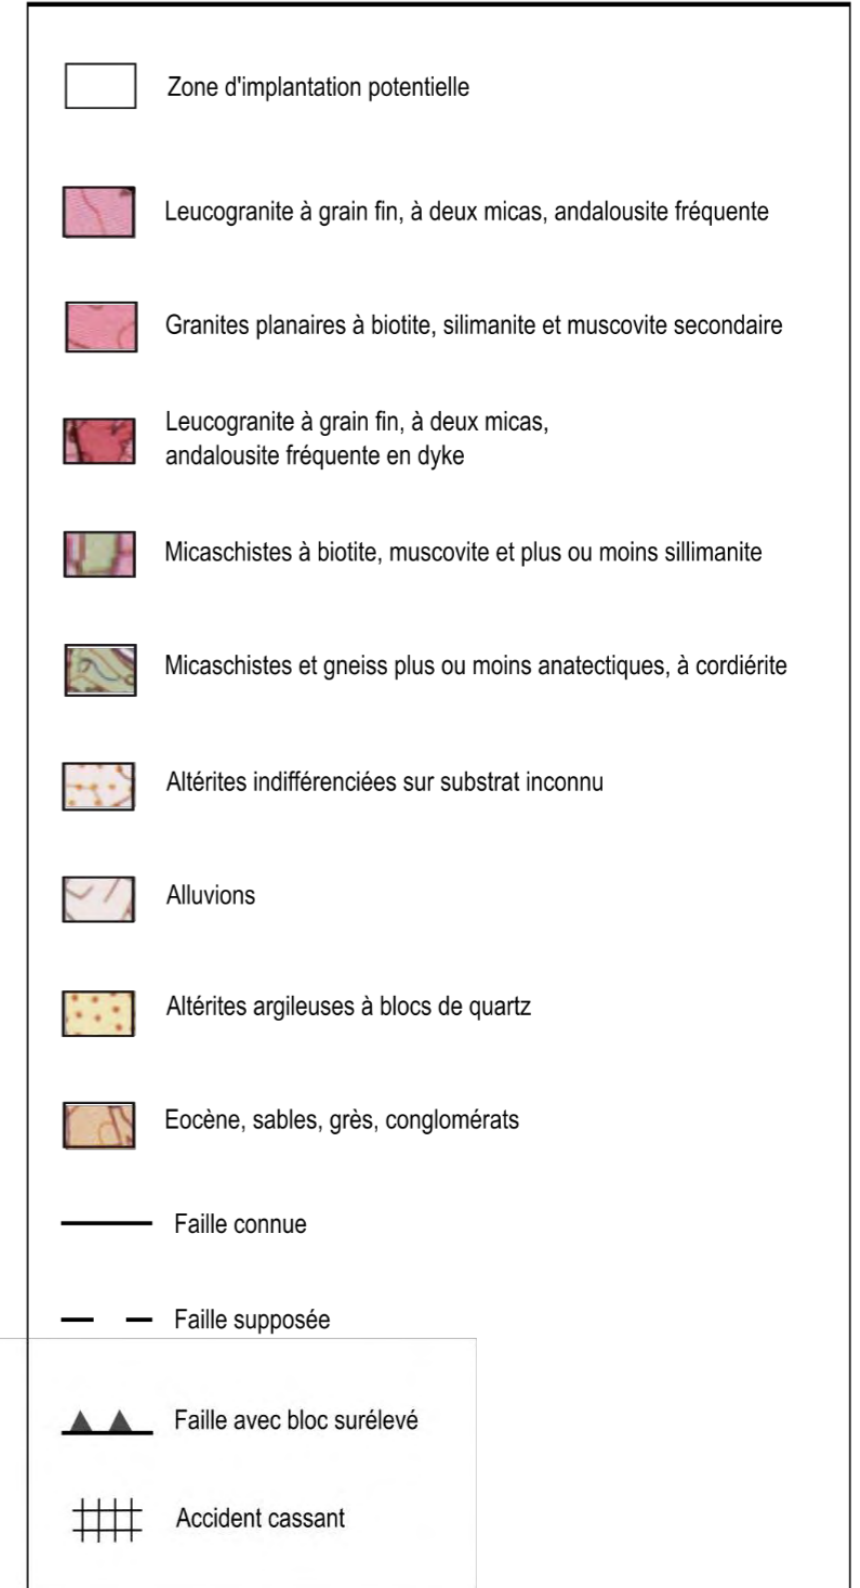 Zone d'implantation potentielle
Leucogranite à grain fin, à deux micas, andalousite fréquente
Granites planaires à biotite, silimanite et muscovite secondaire
Leucogranite à grain fin, à deux micas,
andalousite fréquente en dyke
Micaschistes à biotite, muscovite et plus ou moins sillimanite
Micaschistes et gneiss plus ou moins anatectiques, à cordiérite
Altérites indifférenciées sur substrat inconnu
Alluvions
Altérites argileuses à blocs de quartz
Eocène, sables, grès, conglomérats
Faille connue
Faille supposée
Faille avec bloc surélevé
Accident cassant